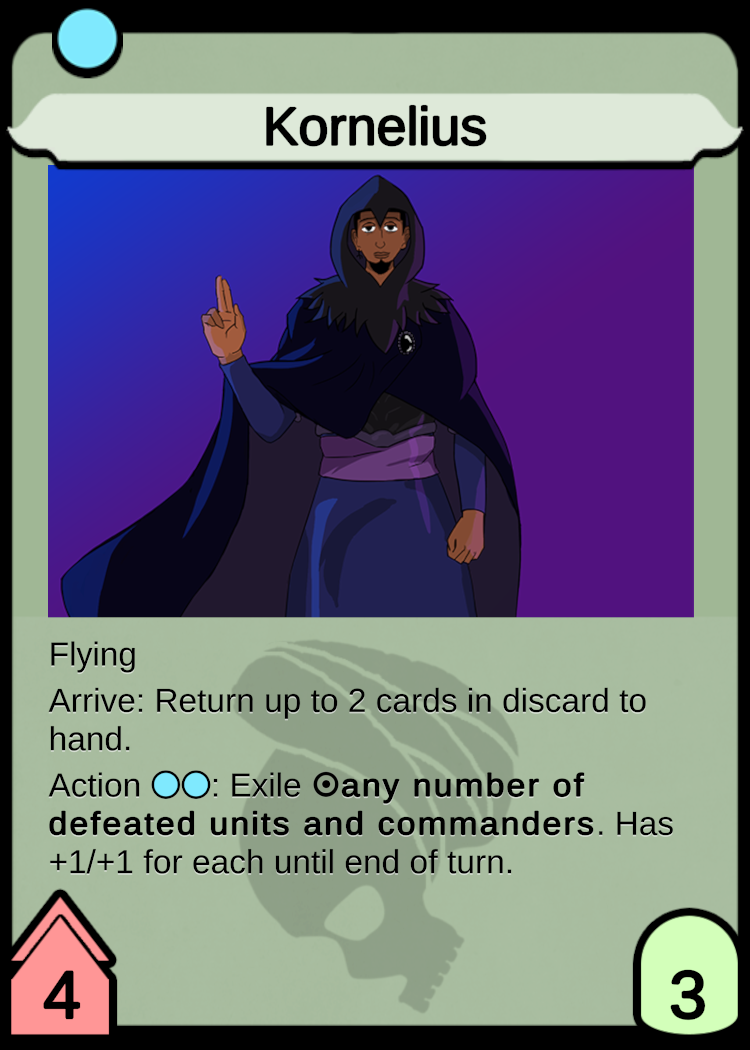 Kornelius
Flying
Arrive: Return up to 2 cards in discard to
hand.
Action : Exile any number of
defeated units and commanders. Has
+1/+1 for each until end of turn.
4
3